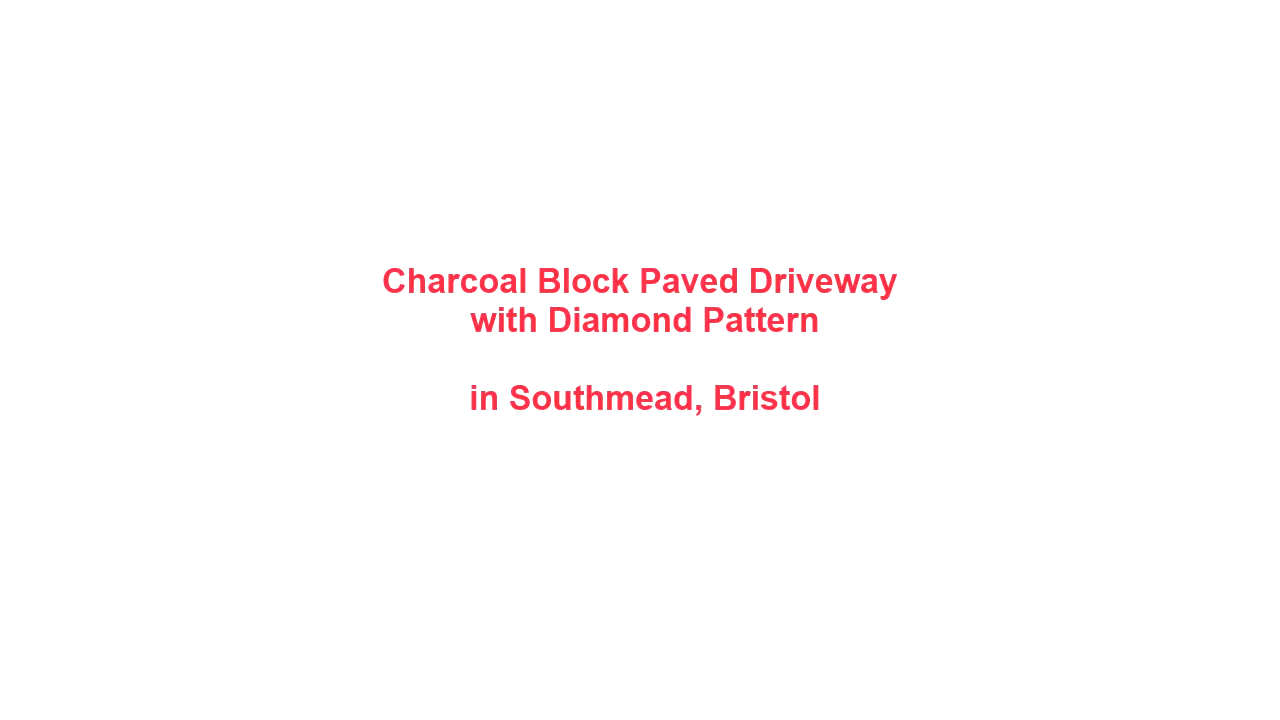 Charcoal Block Paved Driveway
with Diamond Pattern
in Southmead, Bristol